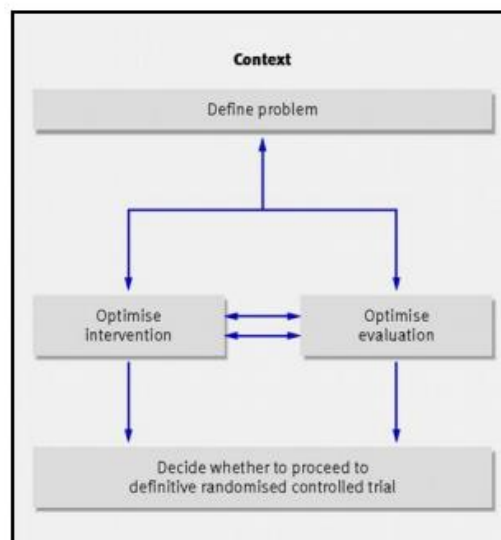 Context
Define problem
Optimise
intervention
Optimise
evaluation
Decide whether to proceed to
definitive randomised controlled trial